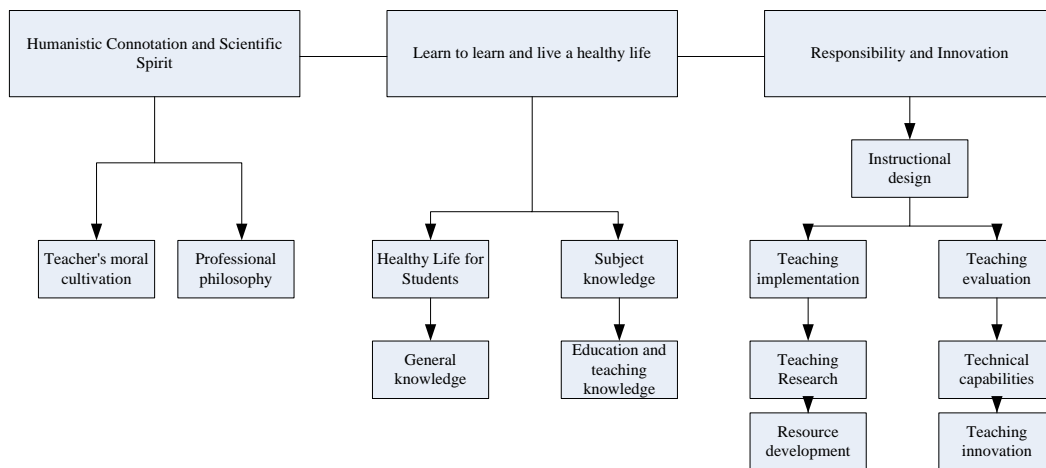 Humanistic Connotation and Scientific
Spirit
Learn to learn and live a healthy life
Responsibility and Innovation
Instructional
design
Teacher's moral
cultivation
Professional
philosophy
Healthy Life for
Students
Subject
knowledge
Teaching
implementation
Teaching
evaluation
General
knowledge
Education and
teaching
knowledge
Teaching
Research
Technical
capabilities
Resource
development
Teaching
innovation